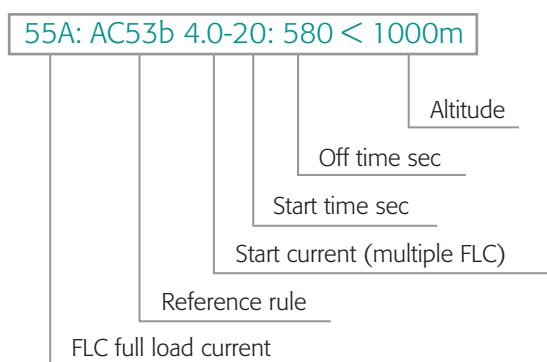 55A: AC53b 4.0-20: 580 < 1000m
Altitude
Off time sec
Start time sec
Start current (multiple FLC)
Reference rule
FLC full load current